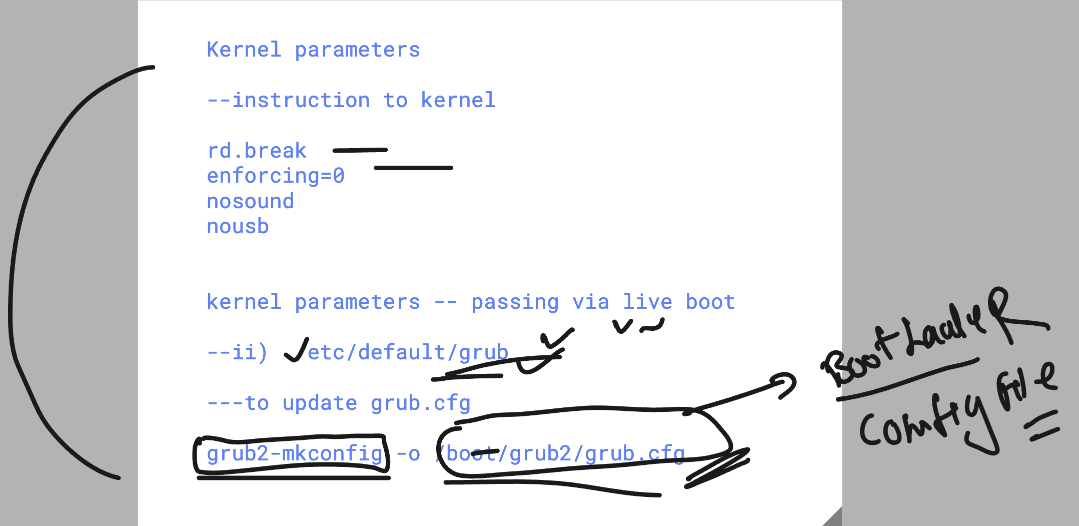 Kernel parameters
--instruction to kernel
rd.break
enforcing=0
nosound
nousb
kernel parameters -- passing via live boot
--ii) /etc/default/grub
---to update grub.cfg
grub2-mkconfig -o /boot/grub2/grub.cfg
BootLoadeR
Config File